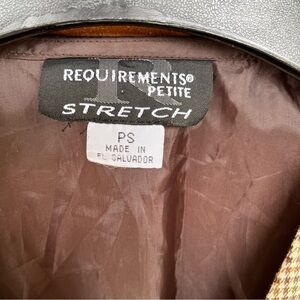 REQUIREMENTS®
PETITE
STRETCH
PS
MADE IN
EL SALVADOR